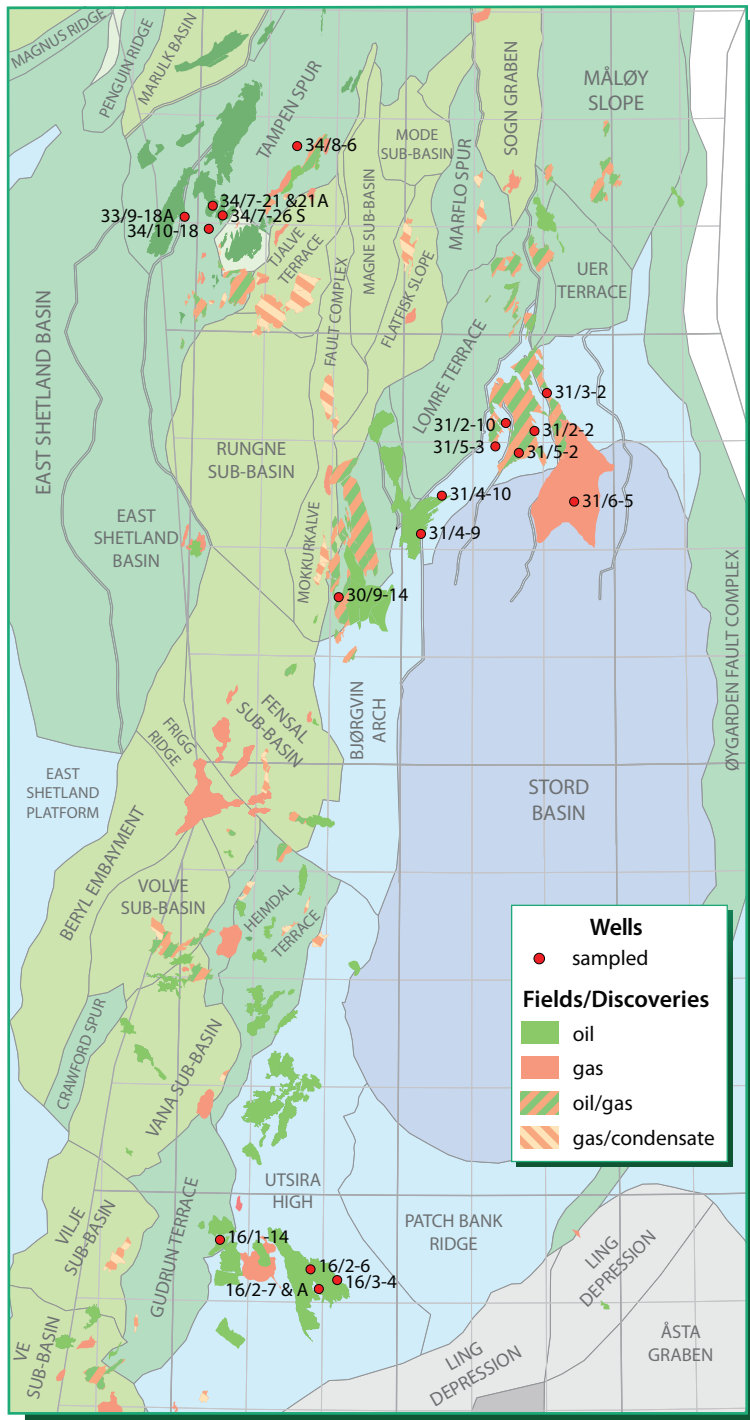 MAGNUS RIDGE
PENGUIN RIDGE
MARULK BASIN
TAMPEN SPUR
SOGN GRABEN
MÅLØY
SLOPE
MODE
SUB-BASIN
34/8-6
MARFLO SPUR
34/7-21 &21A
33/9-18A
34/7-26 S
34/10-18
TJALVE
TERRACE
MAGNE SUB-BASIN
FAULT COMPLEX
FLATFISK SLOPE
UER
TERRACE
EAST SHETLAND BASIN
LOMRE TERRACE
31/3-2
31/2-10
31/2-2
31/5-3
31/5-2
RUNGNE
SUB-BASIN
31/4-10
31/6-5
EAST
SHETLAND
BASIN
31/4-9
MOKKURKALVE
30/9-14
ØYGARDEN FAULT COMPLEX
BJØRGVIN
ARCH
FENSAL
SUB-BASIN
FRIGG
RIDGE
EAST
SHETLAND
PLATFORM
STORD
BASIN
BERYL EMBAYMENT
VOLVE
SUB-BASIN
HEIMDAL
TERRACE
Wells
sampled
Fields/Discoveries
oil
gas
oil/gas
gas/condensate
CRAWFORD SPUR
VANA SUB-BASIN
UTSIRA
HIGH
PATCH BANK
RIDGE
VILJE
SUB-BASIN
GUDRUN TERRACE
16/1-14
16/2-6
16/3-4
16/2-7 & A
LING
DEPRESSION
VE
SUB-BASIN
LING
DEPRESSION
ÅSTA
GRABEN